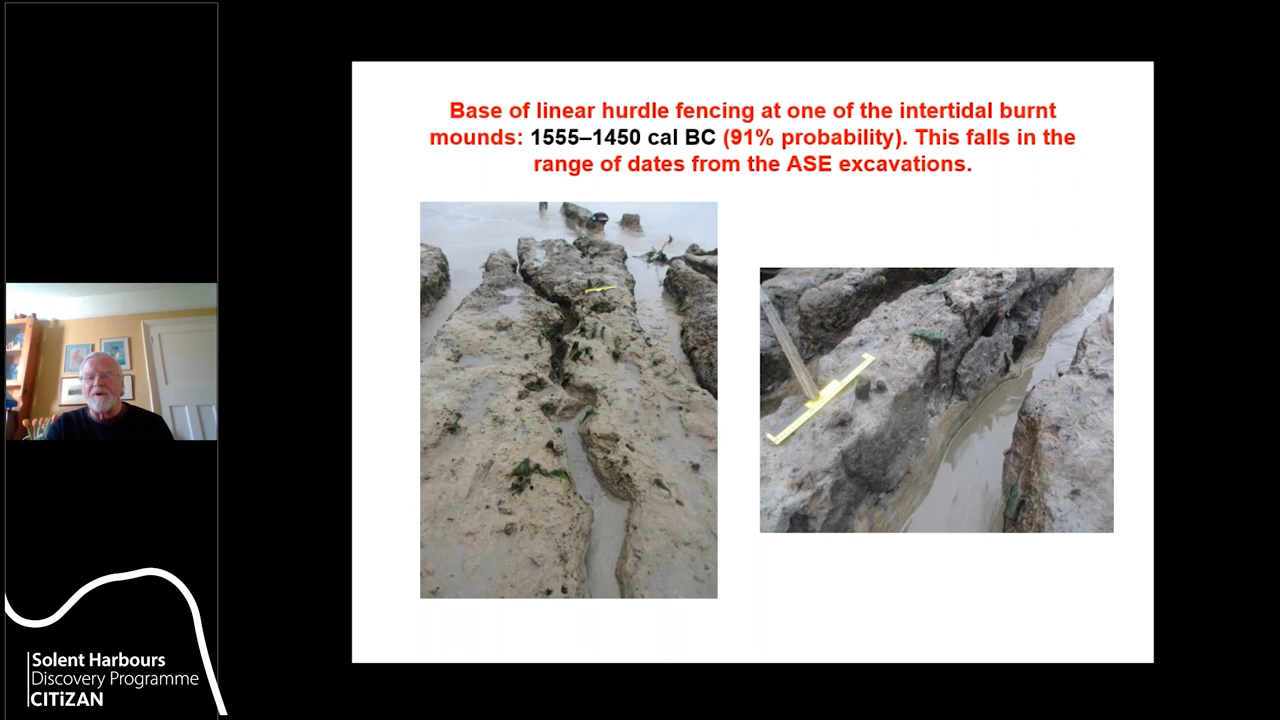 Base of linear hurdle fencing at one of the intertidal burnt
mounds: 1555–1450 cal BC (91% probability). This falls in the
range of dates from the ASE excavations.
Solent Harbours
Discovery Programme
CITiZAN